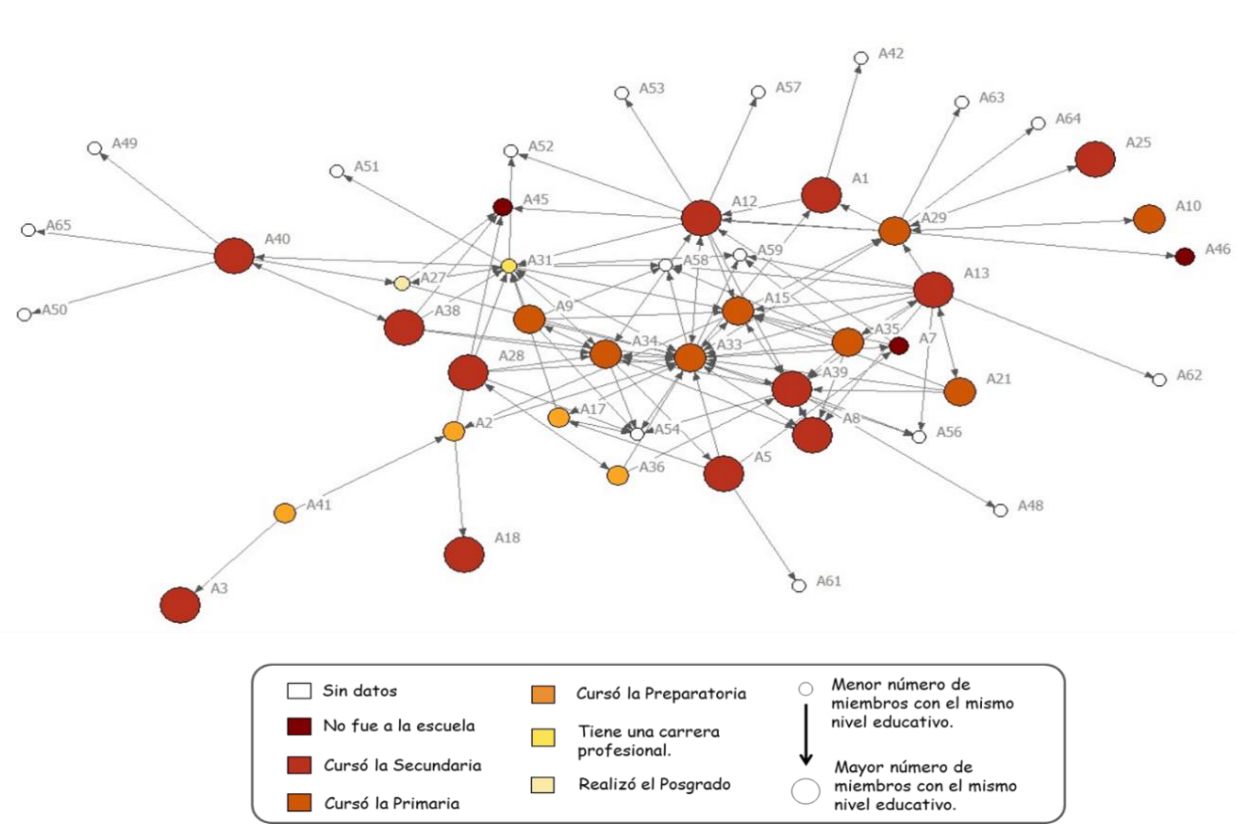 A42
A53
A57
A63
A64
A49
A52
A25
A51
A1
A45
A12
A10
A65
A29
A40
A46
A31
A58
A59
A27
A13
A50
A38
A9
A15
A34
A33
A35
A7
A28
A39
A21
A62
A17
A2
A54
A8
A56
A36
A5
A41
A48
A18
A61
A3
Sin datos
No fue a la escuela
Cursó la Secundaria
Cursó la Primaria
Cursó la Preparatoria
Tiene una carrera
profesional.
Realizó el Posgrado
Menor número de
miembros con el mismo
nivel educativo.
Mayor número de
miembros con el mismo
nivel educativo.